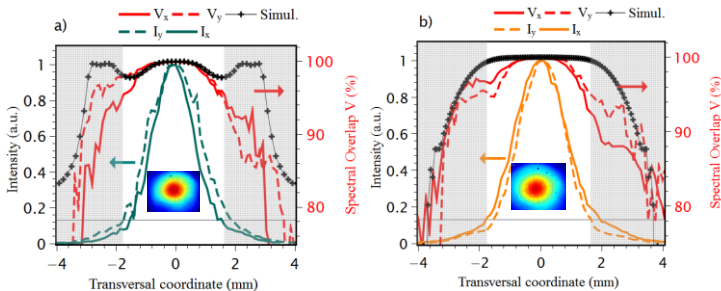 a)
Vx Vy Simul.
Iy Ix
Intensity (a.u.)
1
0.8
0.6
0.4
0.2
0
100
90
80
Spectral Overlap V (%)
−4 −2 0 2 4
Transversal coordinate (mm)
b)
Vx Vy Simul.
Iy Ix
Intensity (a.u.)
1
0.8
0.6
0.4
0.2
0
100
90
80
Spectral Overlap V (%)
−4 −2 0 2 4
Transversal coordinate (mm)